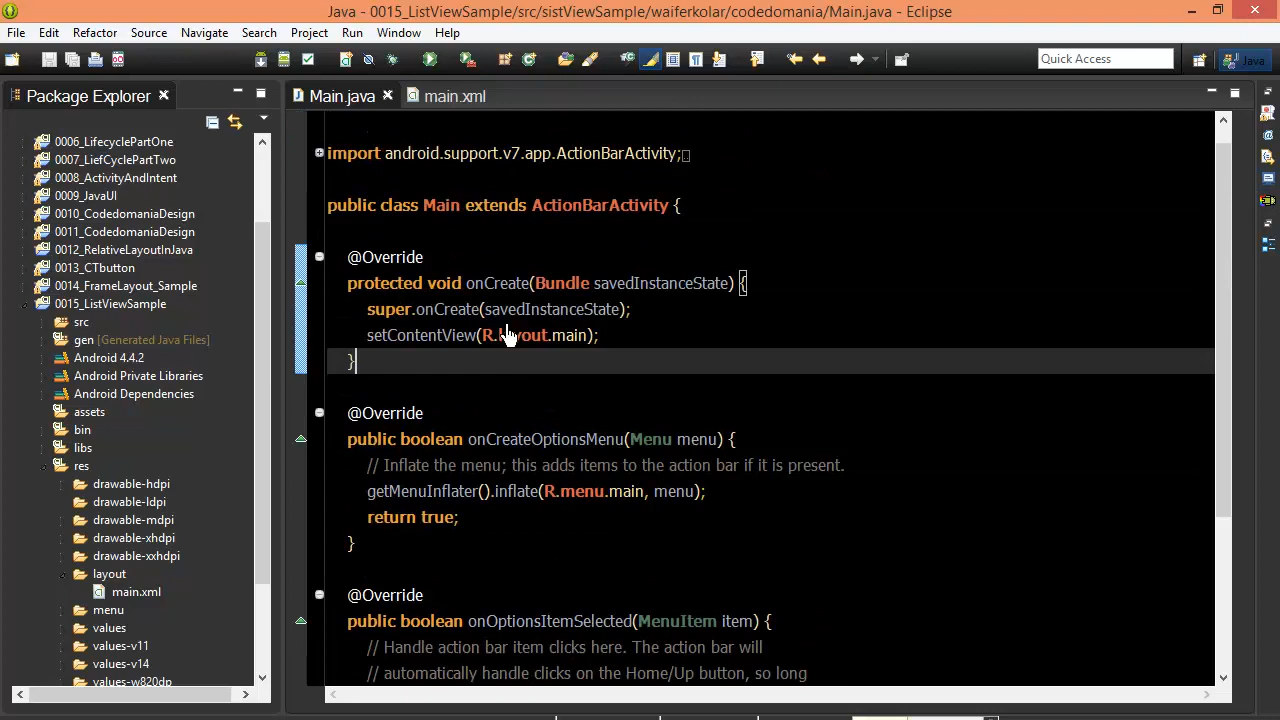 Java - 0015_ListViewSample/src/sistViewSample/waiferkolar/codedomania/Main.java - Eclipse
File Edit Refactor Source Navigate Search Project Run Window Help
Quick Access
Java
Package Explorer
Main.java
main.xml
0006_LifecyclePartOne
0007_LiefCyclePartTwo
0008_ActivityAndIntent
0009_JavaUI
0010_CodedomaniaDesign
0011_CodedomaniaDesign
0012_RelativeLayoutInJava
0013_CTbutton
0014_FrameLayout_Sample
0015_ListViewSample
src
gen [Generated Java Files]
Android 4.4.2
Android Private Libraries
Android Dependencies
assets
bin
libs
res
drawable-hdpi
drawable-ldpi
drawable-mdpi
drawable-xhdpi
drawable-xxhdpi
layout
main.xml
menu
values
values-v11
values-v14
values-w820dp
import android.support.v7.app.ActionBarActivity;
public class Main extends ActionBarActivity {
@Override
protected void onCreate(Bundle savedInstanceState) {
super.onCreate(savedInstanceState);
setContentView(R.layout.main);
}
@Override
public boolean onCreateOptionsMenu(Menu menu) {
// Inflate the menu; this adds items to the action bar if it is present.
getMenuInflater().inflate(R.menu.main, menu);
return true;
}
@Override
public boolean onOptionsItemSelected(MenuItem item) {
// Handle action bar item clicks here. The action bar will
// automatically handle clicks on the Home/Up button, so long